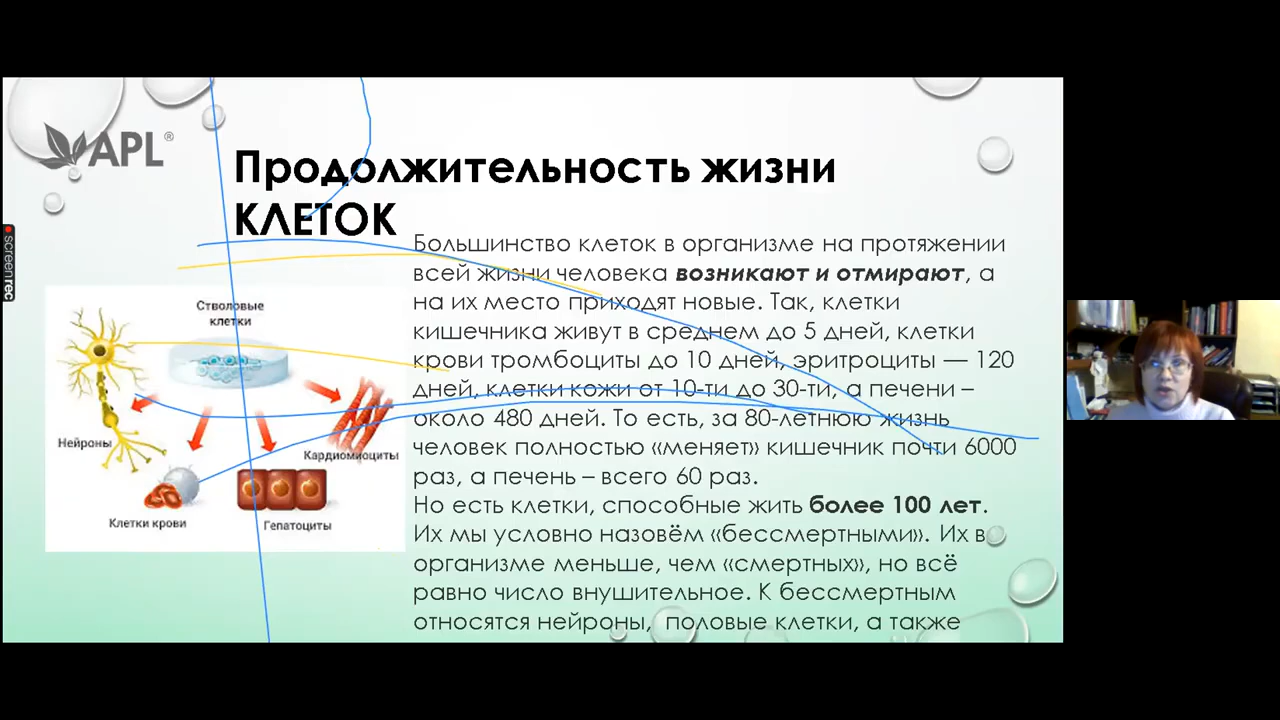 APL®
Продолжительность жизни
КЛЕТОК
Большинство клеток в организме на протяжении
всей жизни человека возникают и отмирают, а
на их место приходят новые. Так, клетки
кишечника живут в среднем до 5 дней, клетки
крови тромбоциты до 10 дней, эритроциты — 120
дней, клетки кожи от 10-ти до 30-ти, а печени –
около 480 дней. То есть, за 80-летнюю жизнь
человек полностью «меняет» кишечник почти 6000
раз, а печень – всего 60 раз.
Но есть клетки, способные жить более 100 лет.
Их мы условно назовём «бессмертными». Их в
организме меньше, чем «смертных», но всё
равно число внушительное. К бессмертным
относятся нейроны, половые клетки, а также
Стволовые
клетки
Нейроны
Кардиомиоциты
Клетки крови
Гепатоциты
screenrec